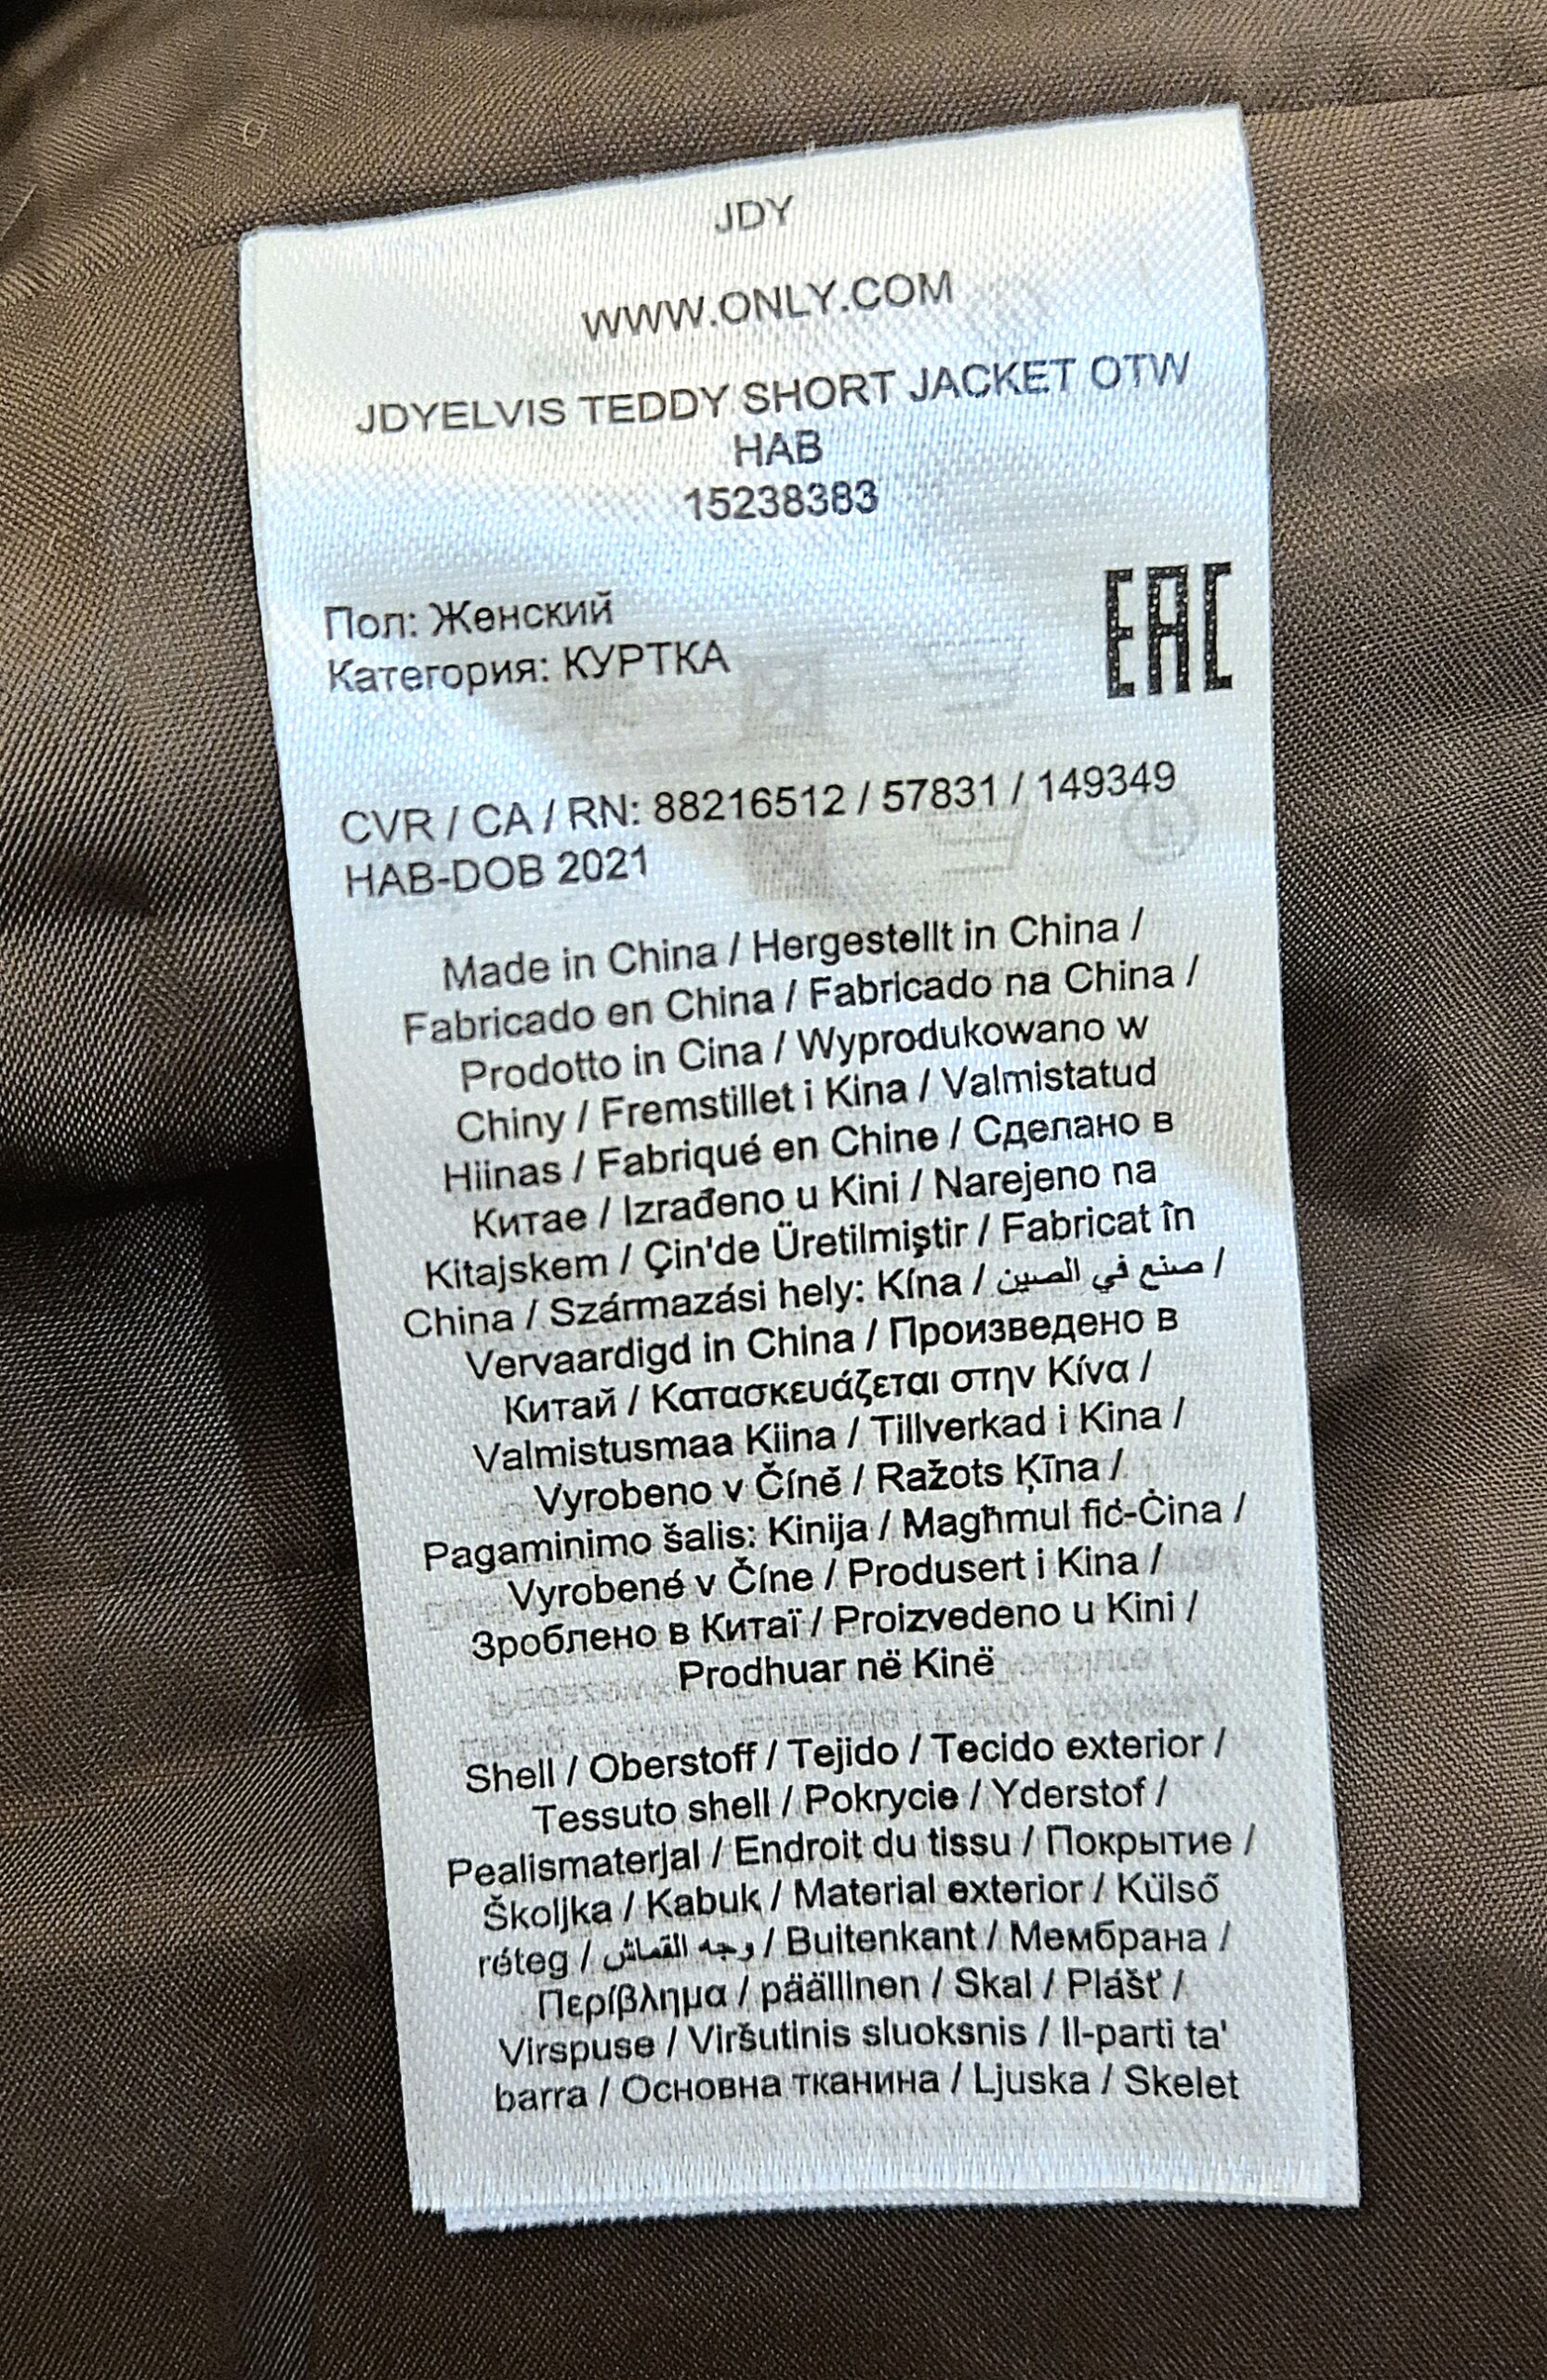 JDY
WWW.ONLY.COM
JDYELVIS TEDDY SHORT JACKET OTW
HAB
15238383
Пол: Женский
Категория: КУРТКА
EAC
CVR / CA / RN: 88216512 / 57831 / 149349
HAB-DOB 2021
Made in China / Hergestellt in China /
Fabricado en China / Fabricado na China /
Prodotto in Cina / Wyprodukowano w
Chiny / Fremstillet i Kina / Valmistatud
Hiinas / Fabriqué en Chine / Сделано в
Китае / Izrađeno u Kini / Narejeno na
Kitajskem / Çin'de Üretilmiştir / Fabricat în
China / Származási hely: Kína / صنع في الصين /
Vervaardigd in China / Произведено в
Китай / Κατασκευάζεται στην Κίνα /
Valmistusmaa Kiina / Tillverkad i Kina /
Vyrobeno v Číně / Ražots Ķīna /
Pagaminimo šalis: Kinija / Magħmul fiċ-Ċina /
Vyrobené v Číne / Produsert i Kina /
Зроблено в Китаї / Proizvedeno u Kini /
Prodhuar në Kinë
Shell / Oberstoff / Tejido / Tecido exterior /
Tessuto shell / Pokrycie / Yderstof /
Pealismaterjal / Endroit du tissu / Покрытие /
Školjka / Kabuk / Material exterior / Külső
réteg / وجه القماش / Buitenkant / Мембрана /
Περίβλημα / päällinen / Skal / Plášť /
Virspuse / Viršutinis sluoksnis / Il-parti ta'
barra / Основна тканина / Ljuska / Skelet